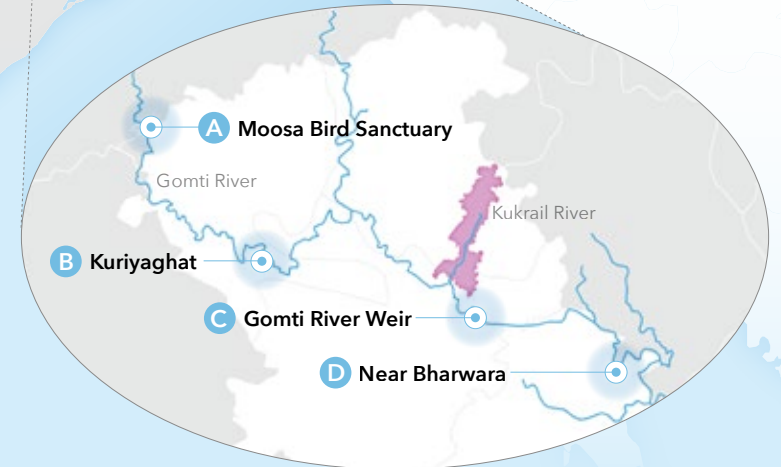 A Moosa Bird Sanctuary
Gomti River
Kukrail River
B Kuriyaghat
C Gomti River Weir
D Near Bharwara